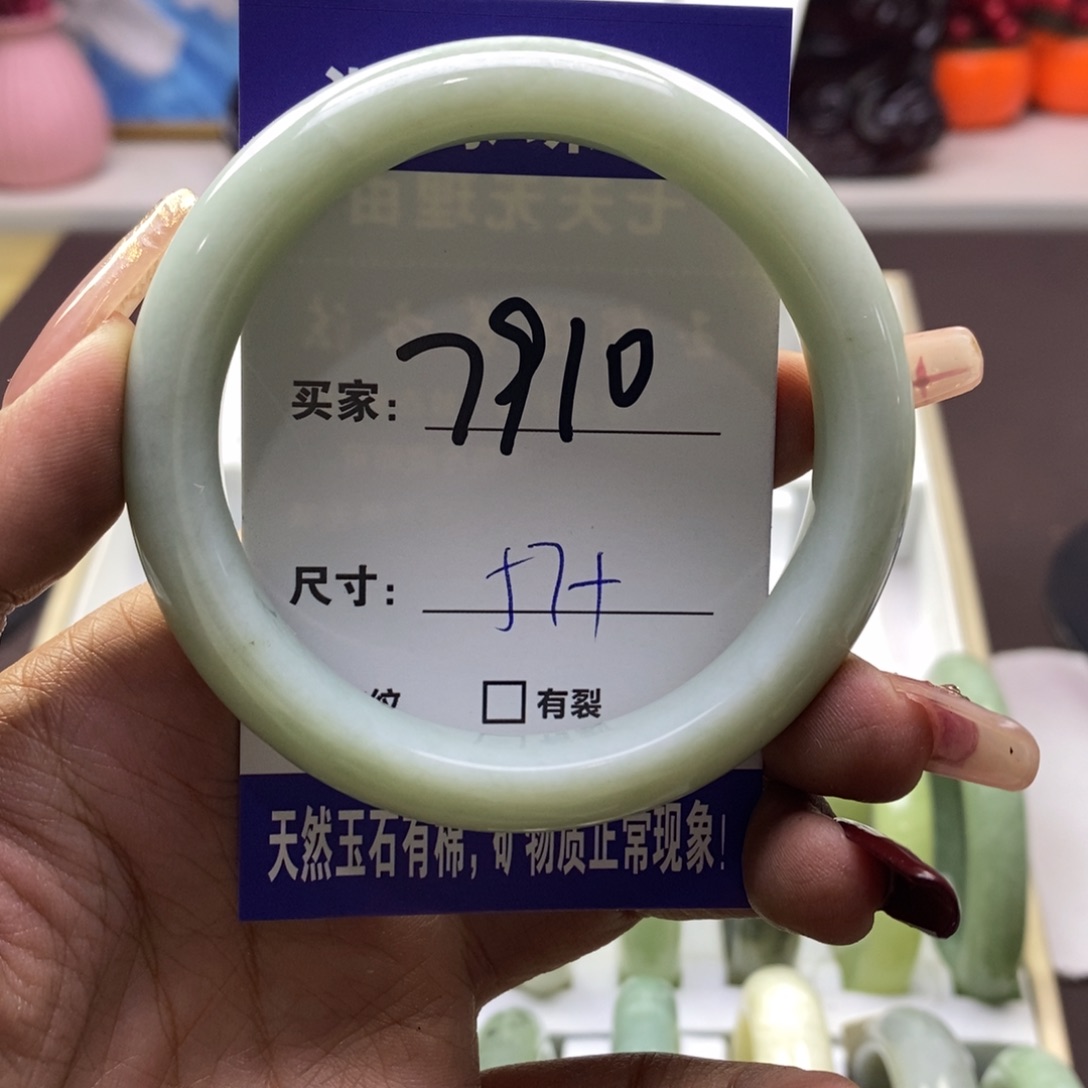 买家: 7910
尺寸: 57+
纹 □有裂
天然玉石有棉, 矿物质正常现象!